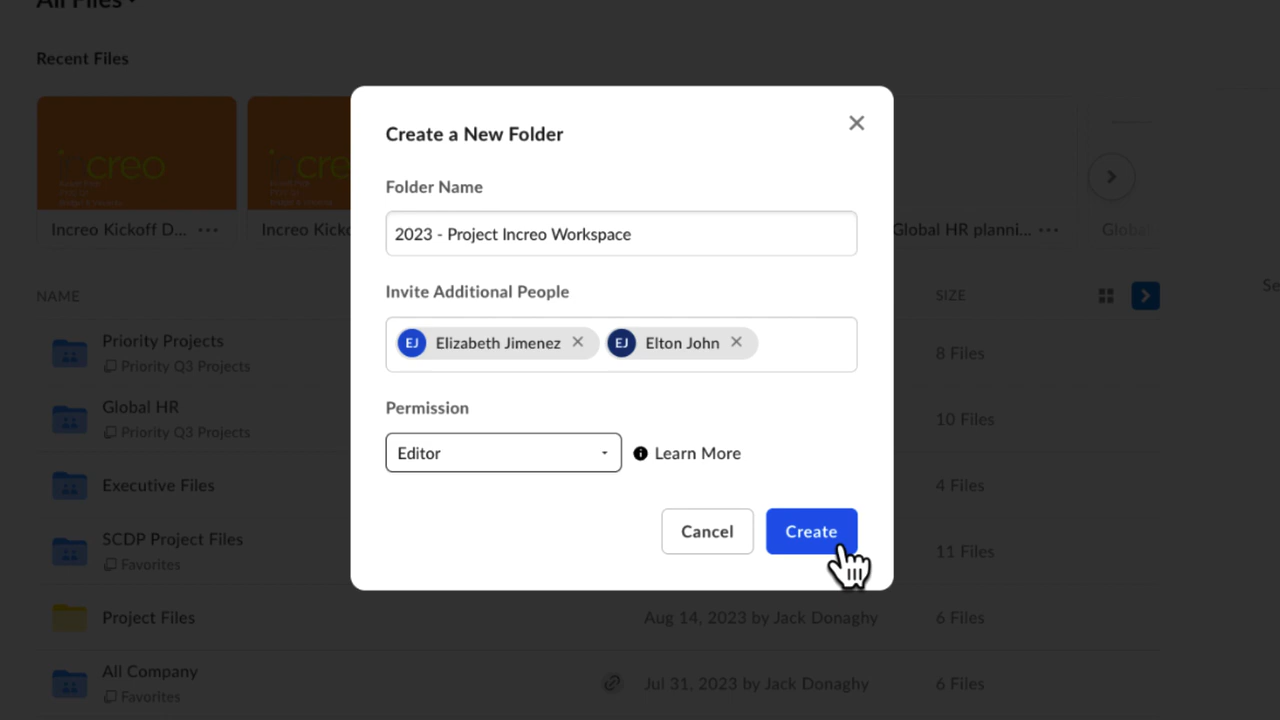 All Files
Recent Files
increo
incre
Increo Kickoff D... •••
Increo Kicko
Global HR planni... •••
Global
Create a New Folder
Folder Name
2023 - Project Increo Workspace
Invite Additional People
EJ Elizabeth Jimenez EJ Elton John
Permission
Editor
Learn More
Cancel
Create
NAME
SIZE
Se
Priority Projects
Priority Q3 Projects
8 Files
Global HR
Priority Q3 Projects
10 Files
Executive Files
4 Files
SCDP Project Files
Favorites
11 Files
Project Files
Aug 14, 2023 by Jack Donaghy
6 Files
All Company
Favorites
Jul 31, 2023 by Jack Donaghy
6 Files